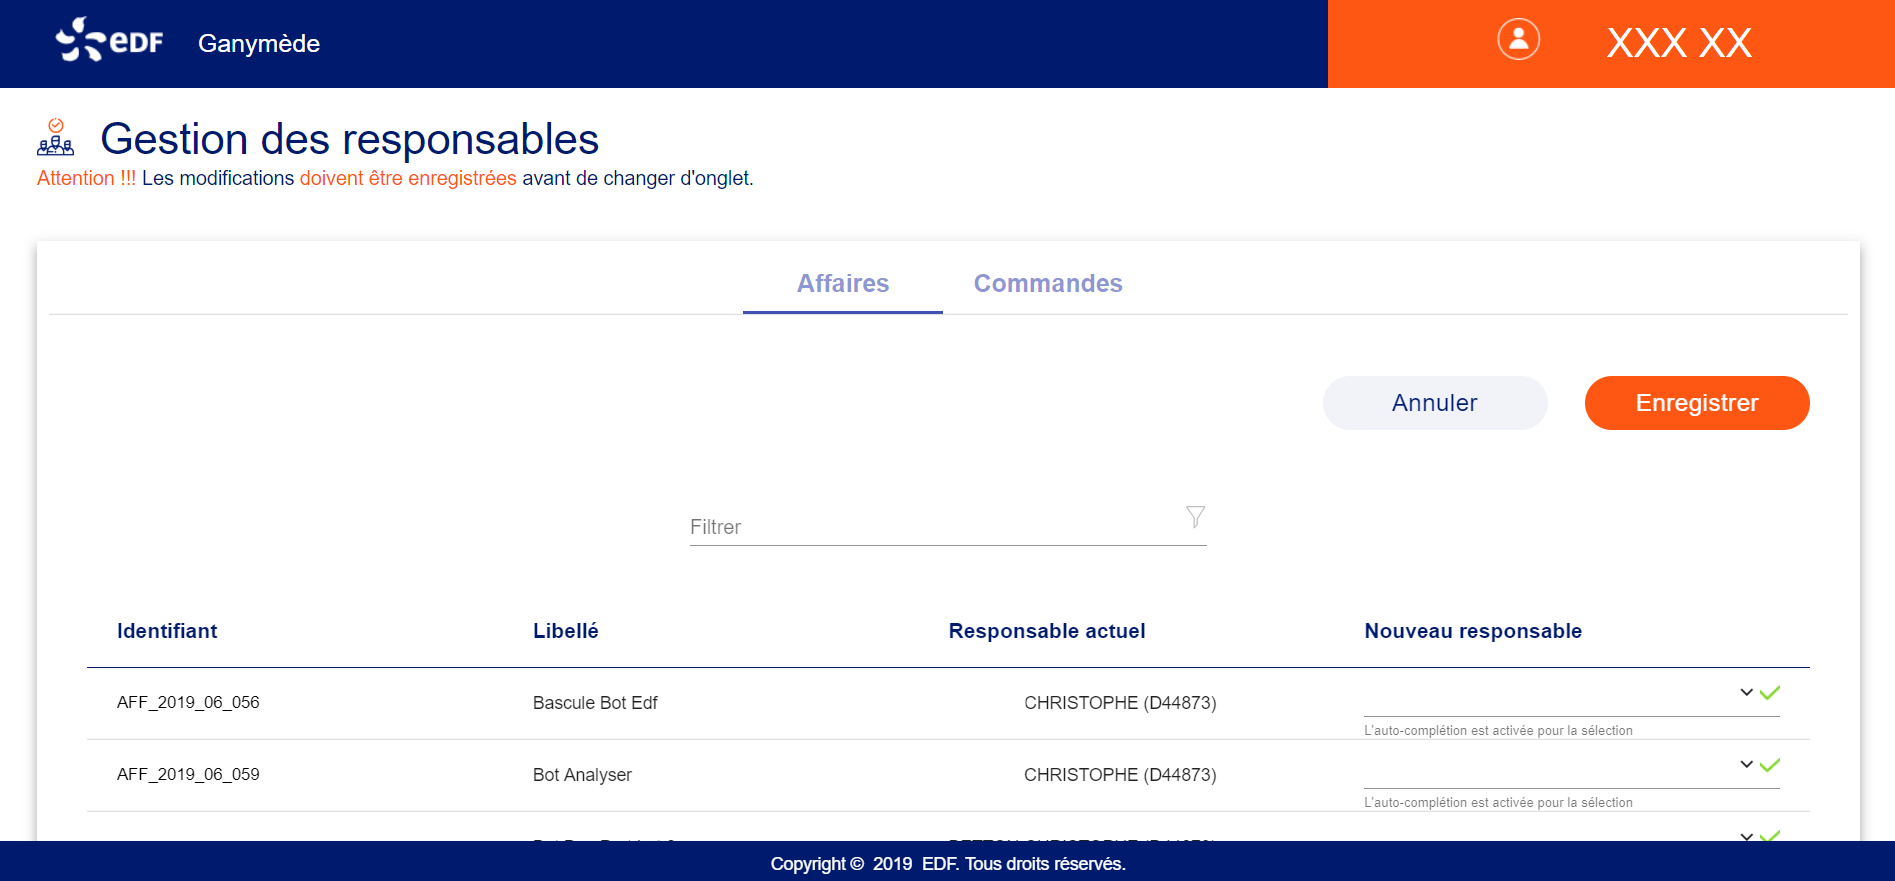 EDF Ganymède XXX XX
Gestion des responsables
Attention !!! Les modifications doivent être enregistrées avant de changer d'onglet.
Affaires Commandes
Annuler Enregistrer
Filtrer
Identifiant Libellé Responsable actuel Nouveau responsable
AFF_2019_06_056 Bascule Bot Edf CHRISTOPHE (D44873)
L'auto-complétion est activée pour la sélection
AFF_2019_06_059 Bot Analyser CHRISTOPHE (D44873)
L'auto-complétion est activée pour la sélection
Copyright © 2019 EDF. Tous droits réservés.